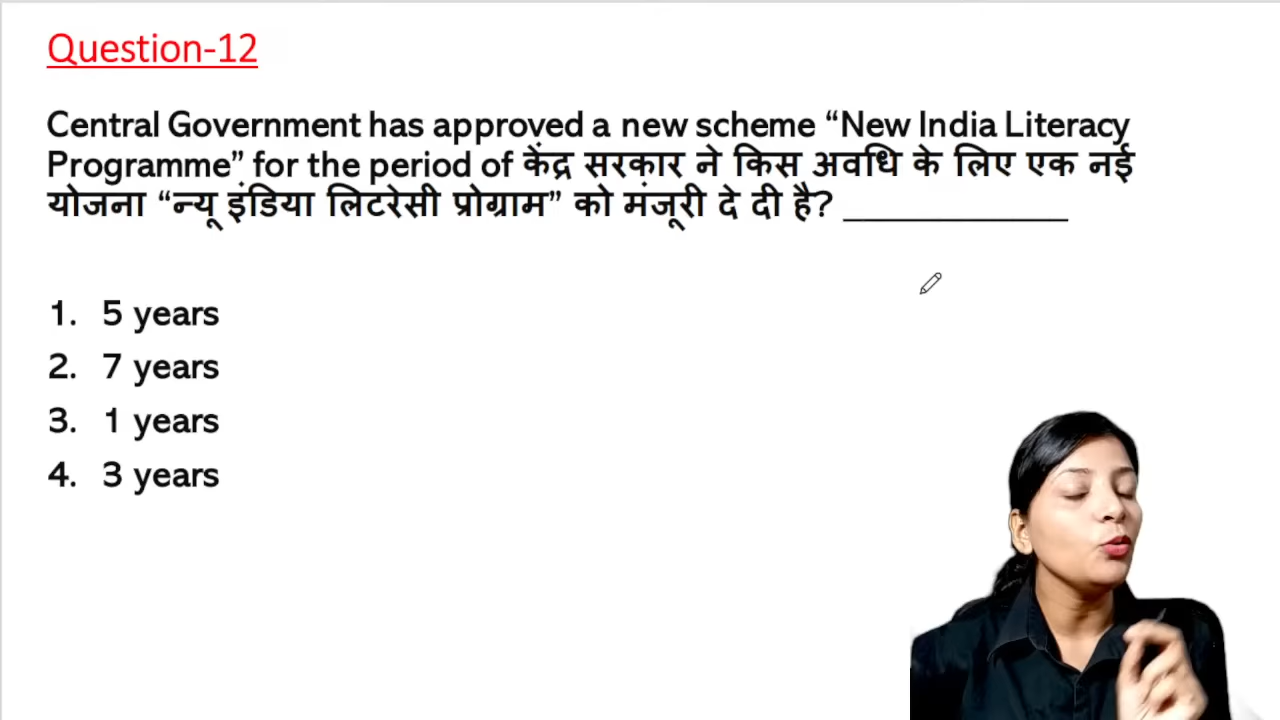 Question-12
Central Government has approved a new scheme “New India Literacy
Programme” for the period of केंद्र सरकार ने किस अवधि के लिए एक नई
योजना “न्यू इंडिया लिटरेसी प्रोग्राम” को मंजूरी दे दी है? _____________
1. 5 years
2. 7 years
3. 1 years
4. 3 years